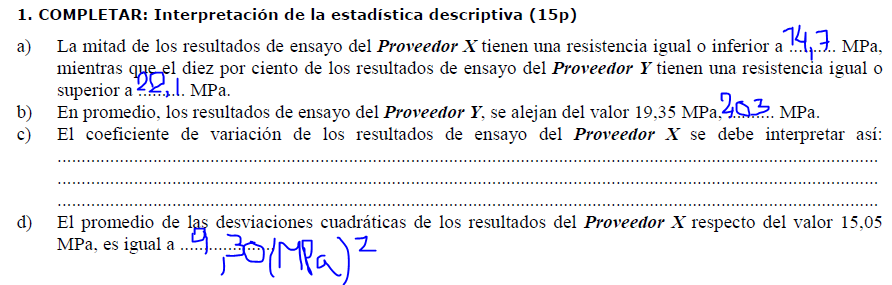 1. COMPLETAR: Interpretación de la estadística descriptiva (15p)
a) La mitad de los resultados de ensayo del Proveedor X tienen una resistencia igual o inferior a 14,7 MPa,
mientras que el diez por ciento de los resultados de ensayo del Proveedor Y tienen una resistencia igual o
superior a 22,1 MPa.
b) En promedio, los resultados de ensayo del Proveedor Y, se alejan del valor 19,35 MPa, 2,03 MPa.
c) El coeficiente de variación de los resultados de ensayo del Proveedor X se debe interpretar así:
d) El promedio de las desviaciones cuadráticas de los resultados del Proveedor X respecto del valor 15,05
MPa, es igual a 9,30 (MPa)²